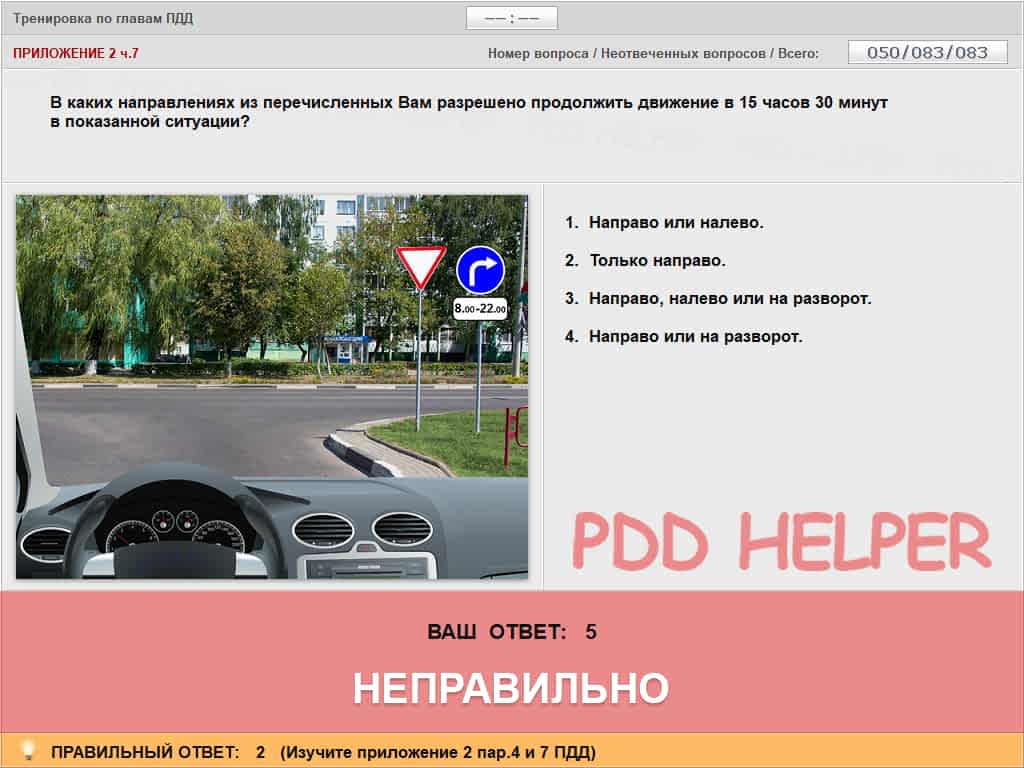 Тренировка по главам ПДД
—— : ——
ПРИЛОЖЕНИЕ 2 ч.7
Номер вопроса / Неотвеченных вопросов / Всего:
050/083/083
В каких направлениях из перечисленных Вам разрешено продолжить движение в 15 часов 30 минут
в показанной ситуации?
8.00-22.00
1. Направо или налево.
2. Только направо.
3. Направо, налево или на разворот.
4. Направо или на разворот.
PDD HELPER
ВАШ ОТВЕТ: 5
НЕПРАВИЛЬНО
ПРАВИЛЬНЫЙ ОТВЕТ: 2 (Изучите приложение 2 пар.4 и 7 ПДД)